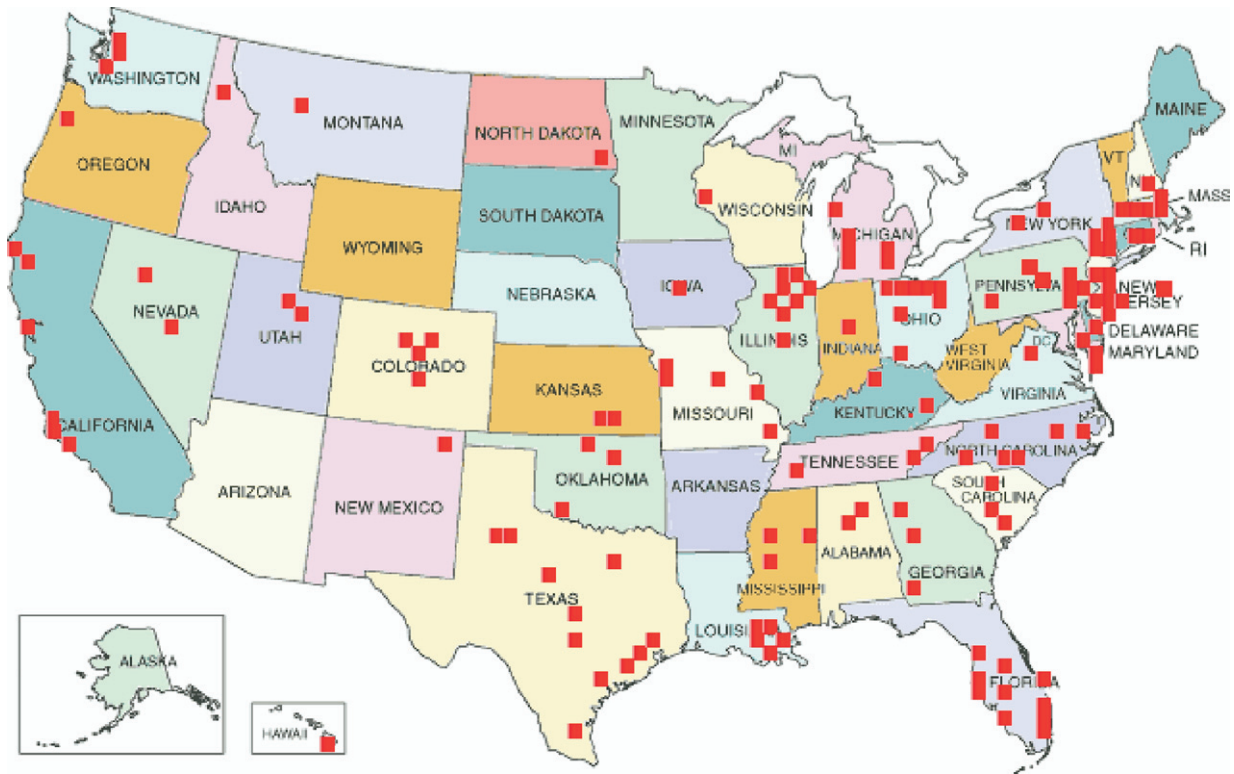 WASHINGTON
MONTANA
NORTH DAKOTA
MINNESOTA
MAINE
OREGON
IDAHO
SOUTH DAKOTA
WISCONSIN
MI
VT
MASS
WYOMING
MICHIGAN
NEW YORK
RI
NEBRASKA
IOWA
NEVADA
UTAH
ILLINOIS
INDIANA
OHIO
PENNSYLVA
NEW
JERSEY
DELAWARE
MARYLAND
DC
COLORADO
KANSAS
MISSOURI
WEST
VIRGINIA
VIRGINIA
KENTUCKY
CALIFORNIA
ARIZONA
NEW MEXICO
OKLAHOMA
ARKANSAS
TENNESSEE
NORTH CAROLINA
SOUTH
CAROLINA
TEXAS
MISSISSIPPI
ALABAMA
GEORGIA
LOUISI
FLORIDA
ALASKA
HAWAII